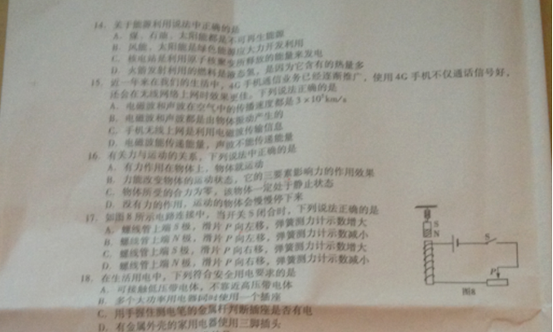 14. 关于能源利用说法中正确的是
A. 煤、石油、太阳能都是不可再生能源
B. 风能、太阳能是绿色能源应大力开发利用
C. 核电站是利用原子核聚变所释放的能量来发电
D. 火箭发射利用的燃料是液态氢,是因为它含有的热量多
15. 近一年来在我们的生活中,4G手机通信业务已经逐渐推广,使用4G手机不仅通话信号好,
还会在无线网络上网时效果更佳。下列说法正确的是
A. 电磁波和声波在空气中的传播速度都是3×10⁵km/s
B. 电磁波和声波都是由物体振动产生的
C. 手机无线上网是利用电磁波传输信息
D. 电磁波能传递能量,声波不能传递能量
16. 有关力与运动的关系,下列说法中正确的是
A. 有力作用在物体上,物体就运动
B. 力能改变物体的运动状态,它的三要素影响力的作用效果
C. 物体所受的合力为零,该物体一定处于静止状态
D. 没有力的作用,运动的物体会慢慢停下来
17. 如图8所示电路连接中,当开关S闭合时,下列说法正确的是
A. 螺线管上端S极,滑片P向左移,弹簧测力计示数增大
B. 螺线管上端N极,滑片P向左移,弹簧测力计示数减小
C. 螺线管上端S极,滑片P向右移,弹簧测力计示数增大
D. 螺线管上端N极,滑片P向右移,弹簧测力计示数减小
18. 在生活用电中,下列符合安全用电要求的是
A. 可接触低压带电体,不靠近高压带电体
B. 多个大功率用电器同时使用一个插座
C. 用手握住测电笔的金属杆判断插座是否有电
D. 有金属外壳的家用电器使用三脚插头
S
N
S
P
图8